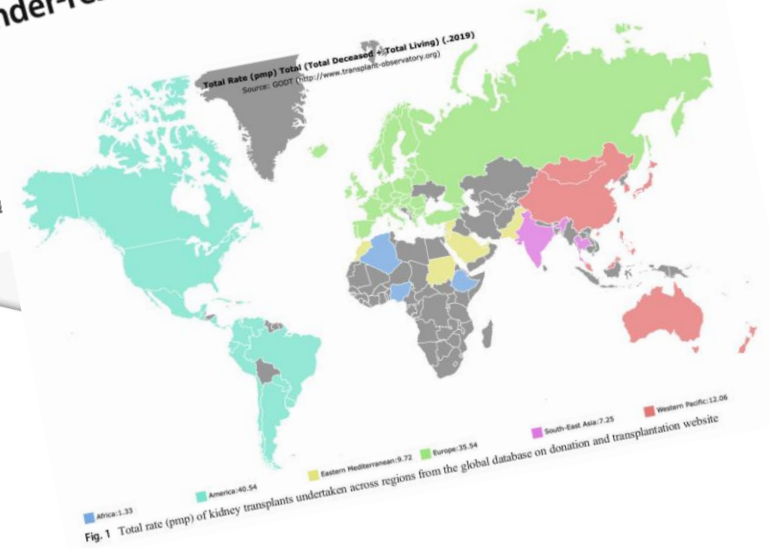 Total Rate (pmp) Total (Total Deceased + Total Living) (.2019)
Source: GODT (http://www.transplant-observatory.org)
Africa:1.33
America:40.54
Eastern Mediterranean:9.72
Europe:35.54
South-East Asia:7.25
Western Pacific:12.06
Fig. 1 Total rate (pmp) of kidney transplants undertaken across regions from the global database on donation and transplantation website